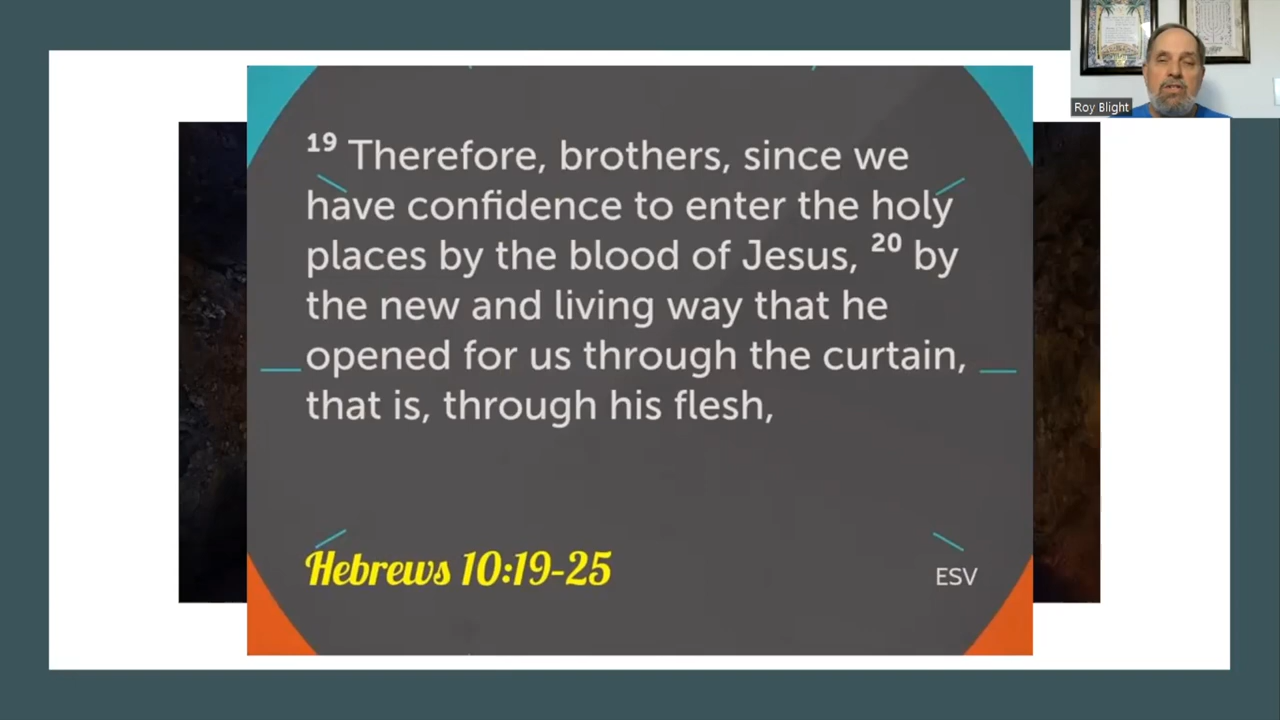 19 Therefore, brothers, since we
have confidence to enter the holy
places by the blood of Jesus, 20 by
the new and living way that he
opened for us through the curtain,
that is, through his flesh,
Hebrews 10:19-25
ESV
Roy Blight